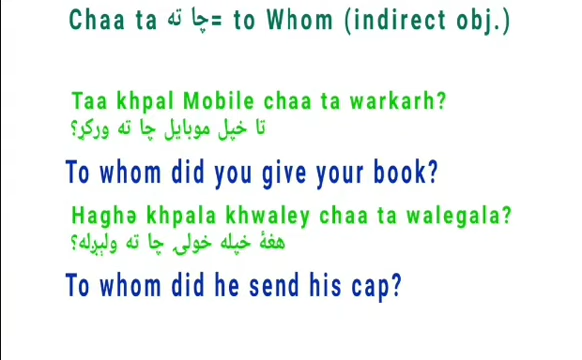 Chaa ta چا ته= to Whom (indirect obj.)
Taa khpal Mobile chaa ta warkarh?
تا خپل موبایل چا ته ورکړ؟
To whom did you give your book?
Haghə khpala khwaley chaa ta walegala?
هغهٔ خپله خولۍ چا ته ولېږله؟
To whom did he send his cap?